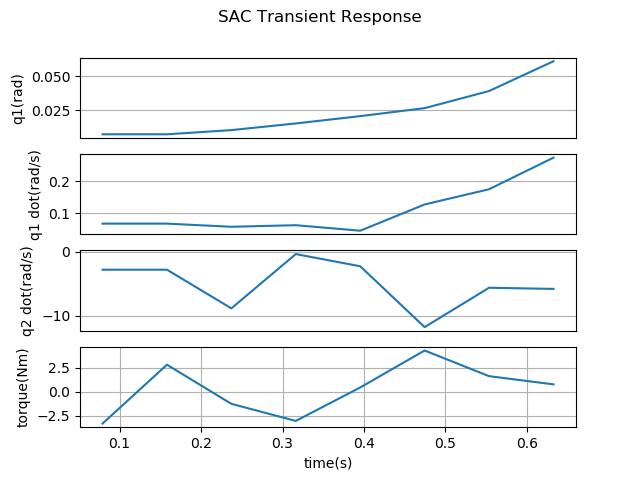 SAC Transient Response
q1(rad)
0.050
0.025
q1 dot(rad/s)
0.2
0.1
q2 dot(rad/s)
0
−10
torque(Nm)
2.5
0.0
−2.5
0.1 0.2 0.3 0.4 0.5 0.6
time(s)